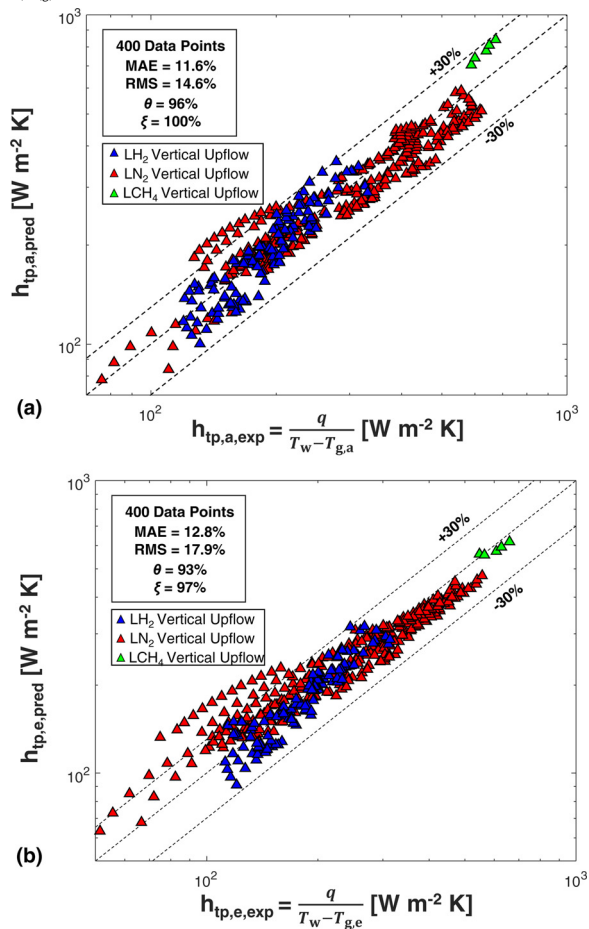 10³
400 Data Points
MAE = 11.6%
RMS = 14.6%
θ = 96%
ξ = 100%
+30%
-30%
LH₂ Vertical Upflow
LN₂ Vertical Upflow
LCH₄ Vertical Upflow
h_tp,a,pred [W m⁻² K]
10²
(a)
10² 10³
h_tp,a,exp = q / (T_w−T_g,a) [W m⁻² K]
10³
400 Data Points
MAE = 12.8%
RMS = 17.9%
θ = 93%
ξ = 97%
+30%
-30%
LH₂ Vertical Upflow
LN₂ Vertical Upflow
LCH₄ Vertical Upflow
h_tp,e,pred [W m⁻² K]
10²
(b)
10² 10³
h_tp,e,exp = q / (T_w−T_g,e) [W m⁻² K]